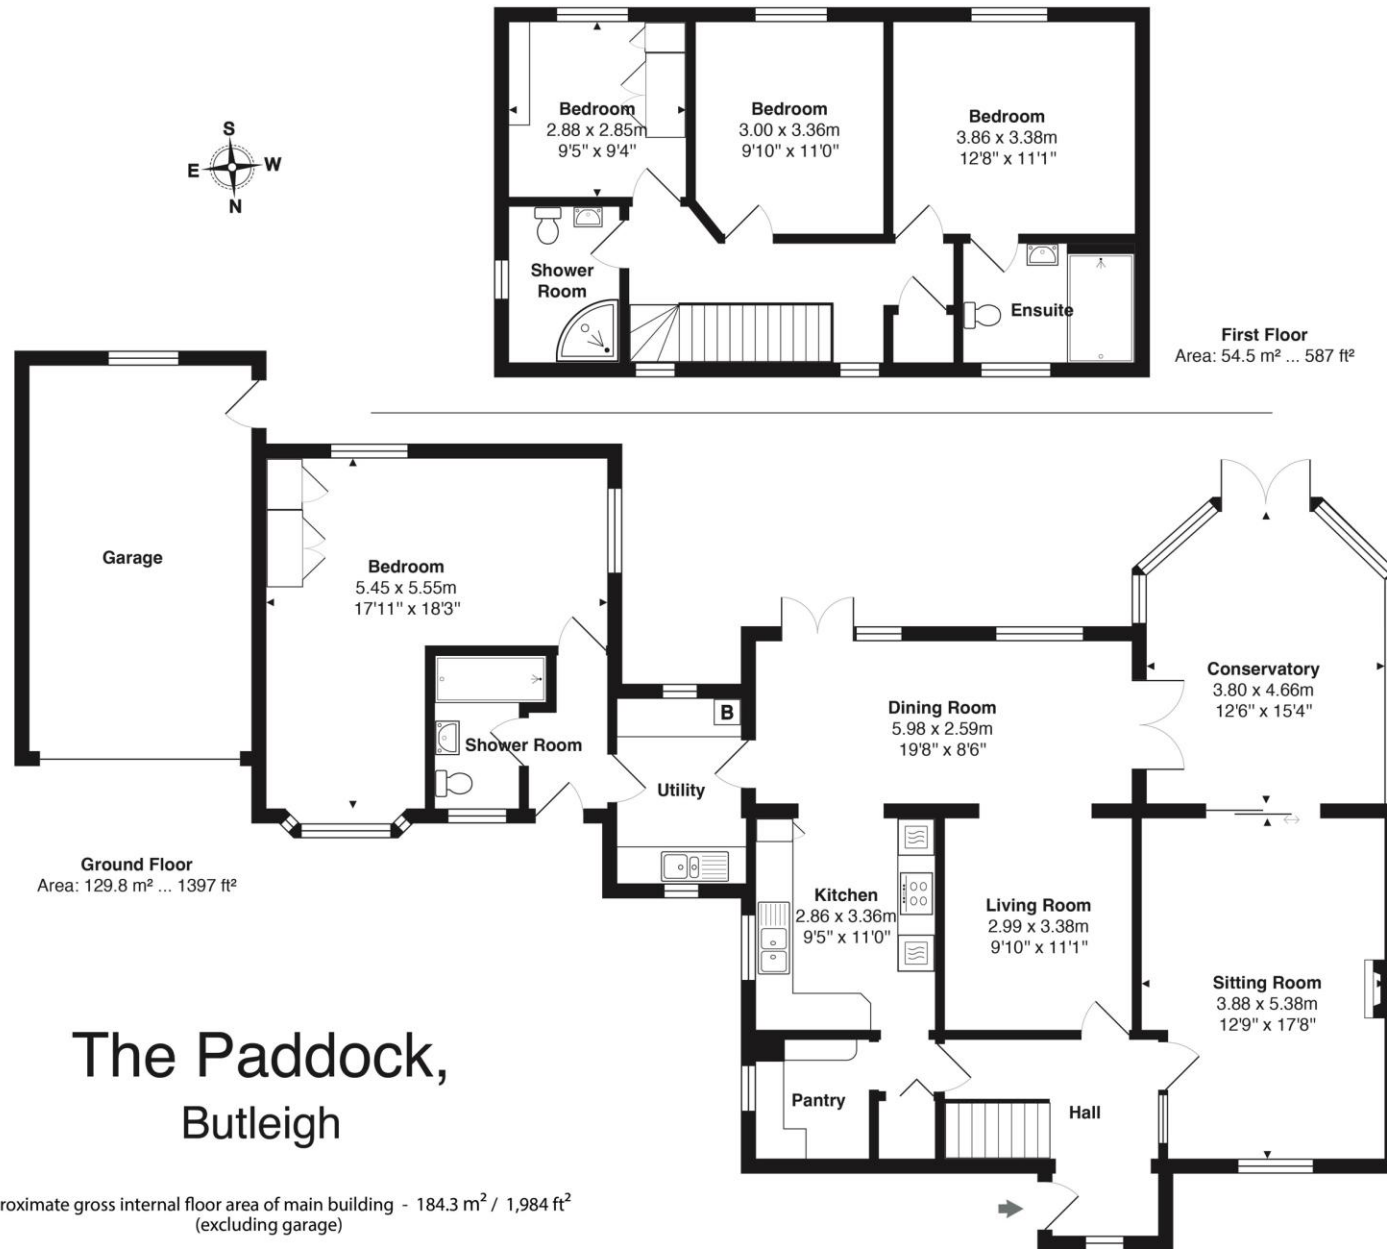 S
E W
N
Bedroom
2.88 x 2.85m
9'5" x 9'4"
Bedroom
3.00 x 3.36m
9'10" x 11'0"
Bedroom
3.86 x 3.38m
12'8" x 11'1"
Shower
Room
Ensuite
First Floor
Area: 54.5 m² ... 587 ft²
Garage
Bedroom
5.45 x 5.55m
17'11" x 18'3"
Shower Room
B
Utility
Dining Room
5.98 x 2.59m
19'8" x 8'6"
Conservatory
3.80 x 4.66m
12'6" x 15'4"
Ground Floor
Area: 129.8 m² ... 1397 ft²
Kitchen
2.86 x 3.36m
9'5" x 11'0"
Living Room
2.99 x 3.38m
9'10" x 11'1"
Sitting Room
3.88 x 5.38m
12'9" x 17'8"
Pantry
Hall
The Paddock,
Butleigh
roximate gross internal floor area of main building - 184.3 m² / 1,984 ft²
(excluding garage)